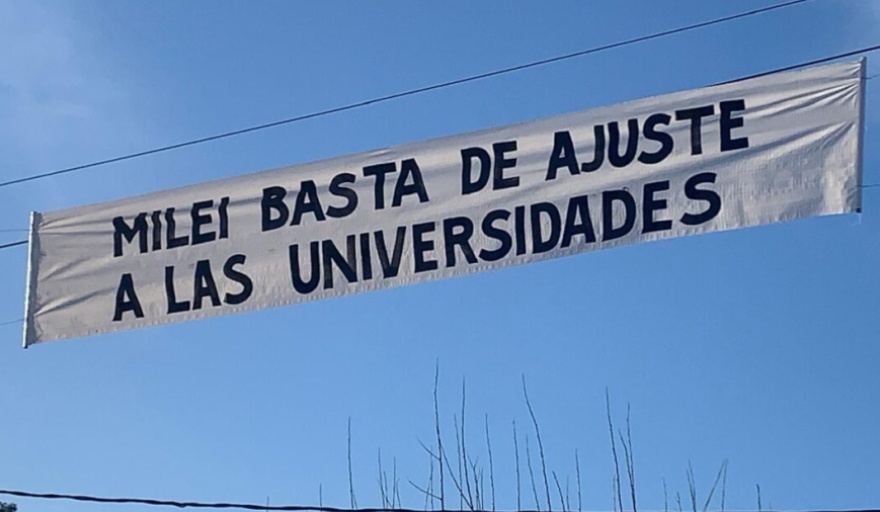 MILEI BASTA DE AJUSTE
A LAS UNIVERSIDADES